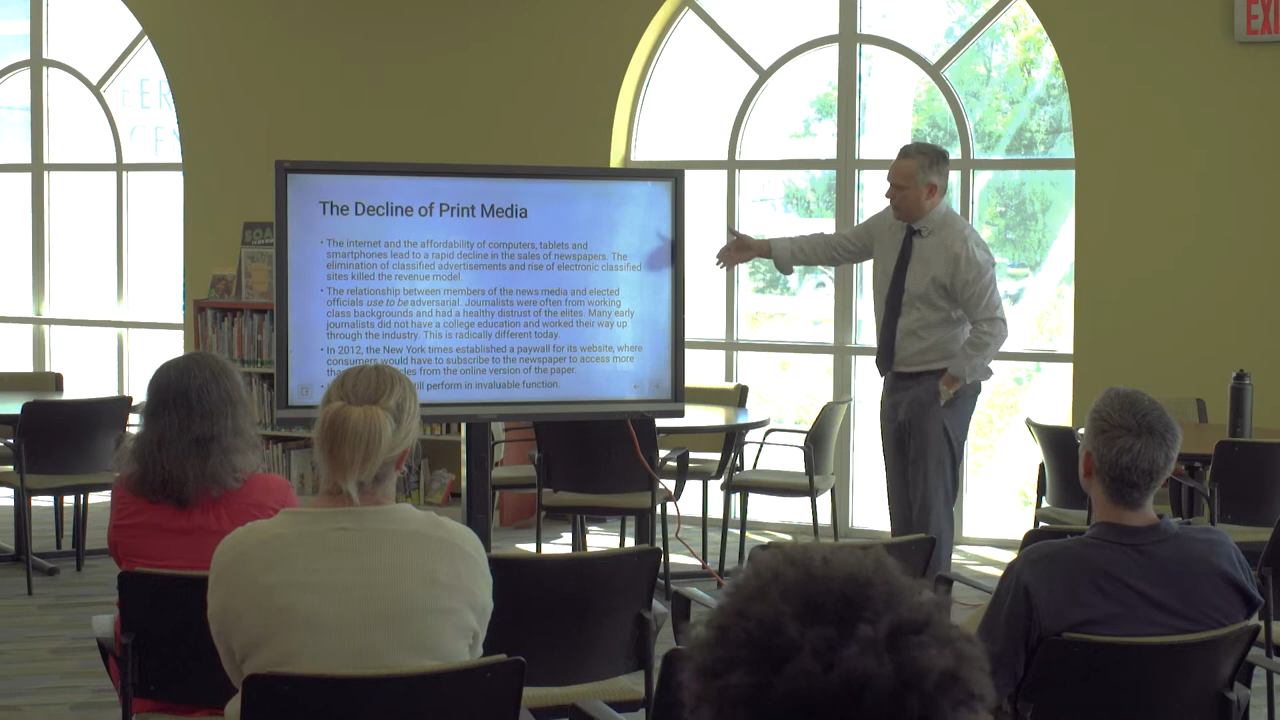 EXI
The Decline of Print Media
• The internet and the affordability of computers, tablets and
smartphones lead to a rapid decline in the sales of newspapers. The
elimination of classified advertisements and rise of electronic classified
sites killed the revenue model.
• The relationship between members of the news media and elected
officials use to be adversarial. Journalists were often from working
class backgrounds and had a healthy distrust of the elites. Many early
journalists did not have a college education and worked their way up
through the industry. This is radically different today.
• In 2012, the New York times established a paywall for its website, where
consumers would have to subscribe to the newspaper to access more
from the online version of the paper.
will perform in invaluable function.
SOA